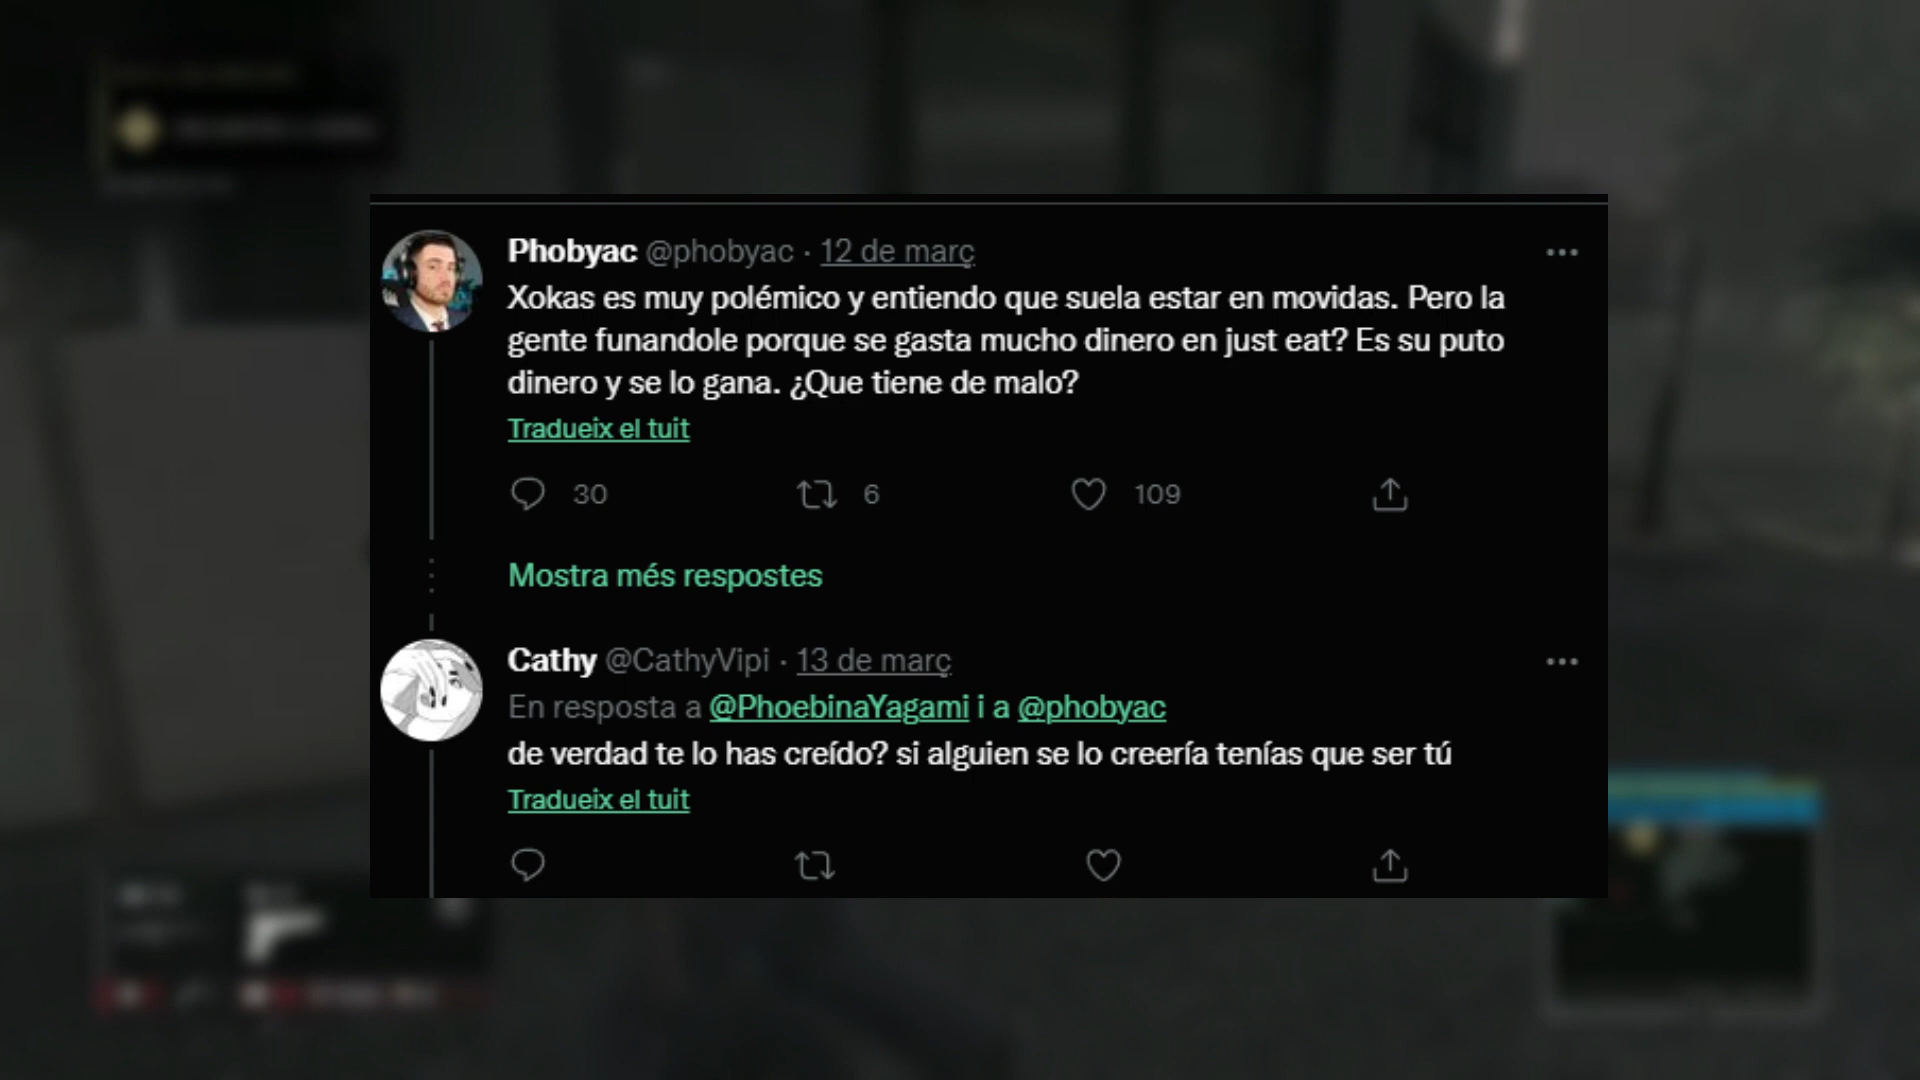 Phobyac @phobyac · 12 de març
Xokas es muy polémico y entiendo que suela estar en movidas. Pero la
gente funandole porque se gasta mucho dinero en just eat? Es su puto
dinero y se lo gana. ¿Que tiene de malo?
Tradueix el tuit
30 6 109
Mostra més respostes
Cathy @CathyVipi · 13 de març
En resposta a @PhoebinaYagami i a @phobyac
de verdad te lo has creído? si alguien se lo creería tenías que ser tú
Tradueix el tuit